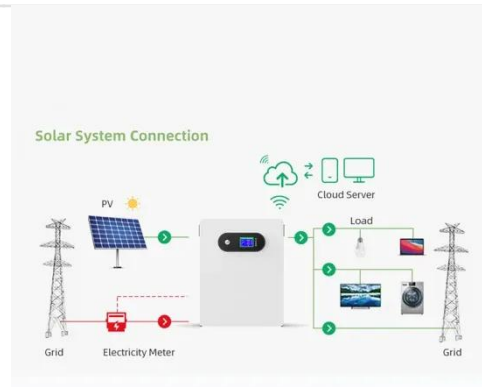 Solar System Connection
Cloud Server
PV
Load
Grid
Electricity Meter
Grid